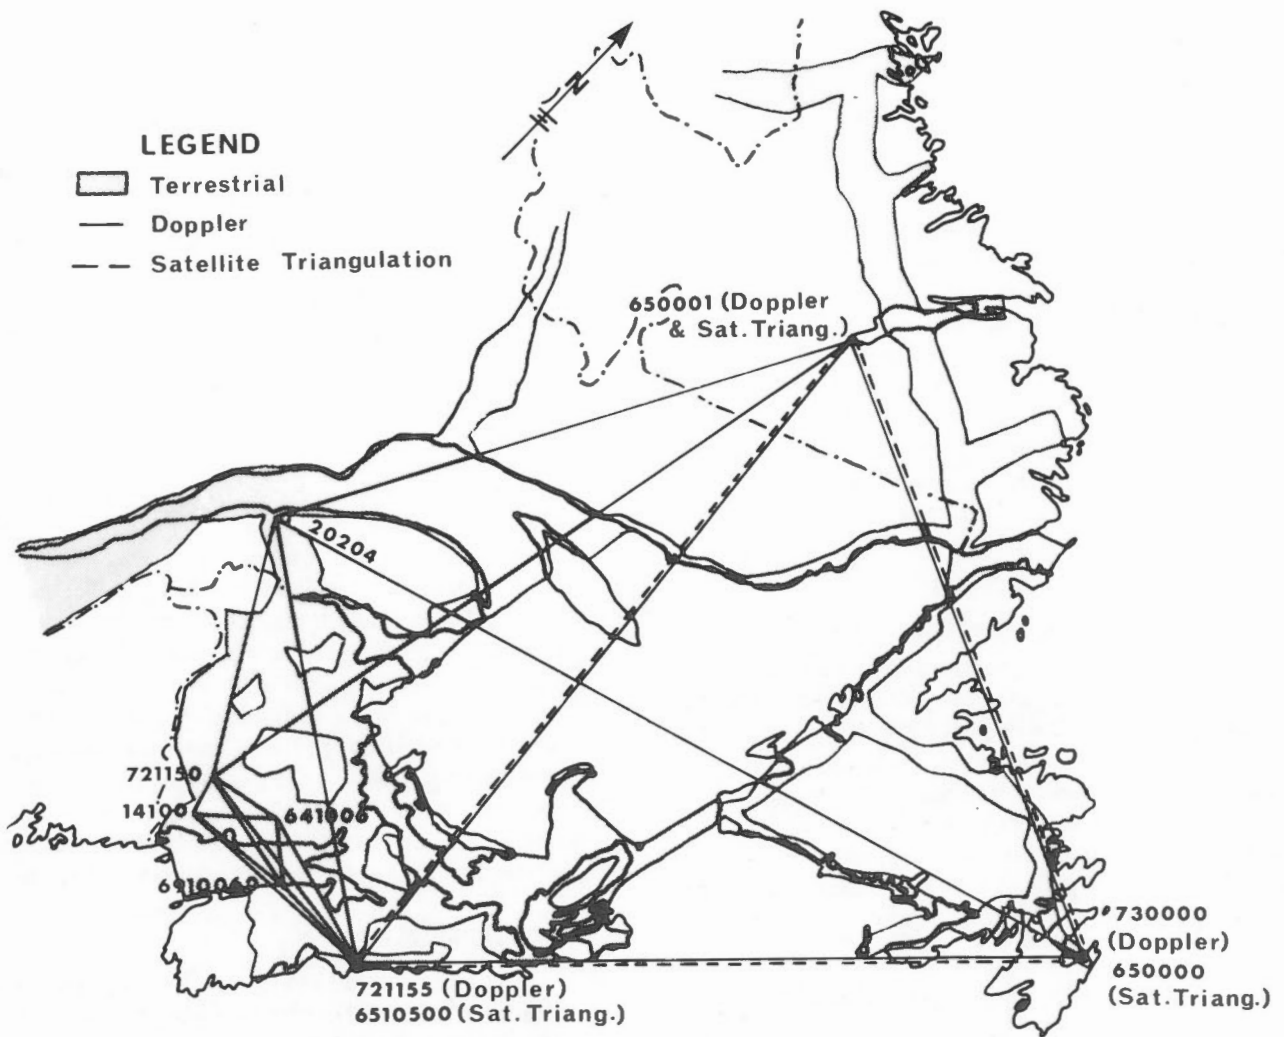 N
LEGEND
Terrestrial
Doppler
Satellite Triangulation
650001 (Doppler
& Sat. Triang.)
20204
721150
14100
641006
6910060
730000
(Doppler)
650000
(Sat. Triang.)
721155 (Doppler)
6510500 (Sat. Triang.)